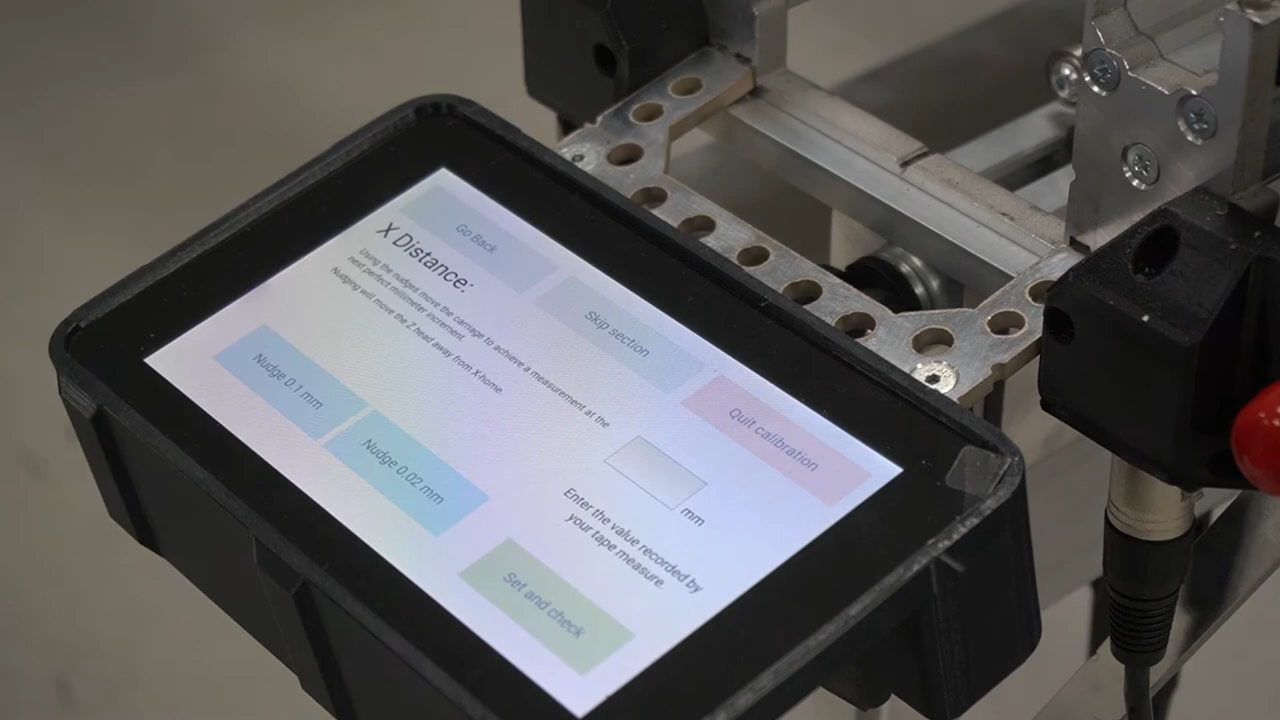 Go Back
Skip section
Quit calibration
X Distance:
Using the nudges move the carriage to achieve a measurement at the
next perfect millimeter increment.
Nudging will move the Z head away from X-home.
Nudge 0.1 mm
Nudge 0.02 mm
mm
Enter the value recorded by
your tape measure.
Set and check